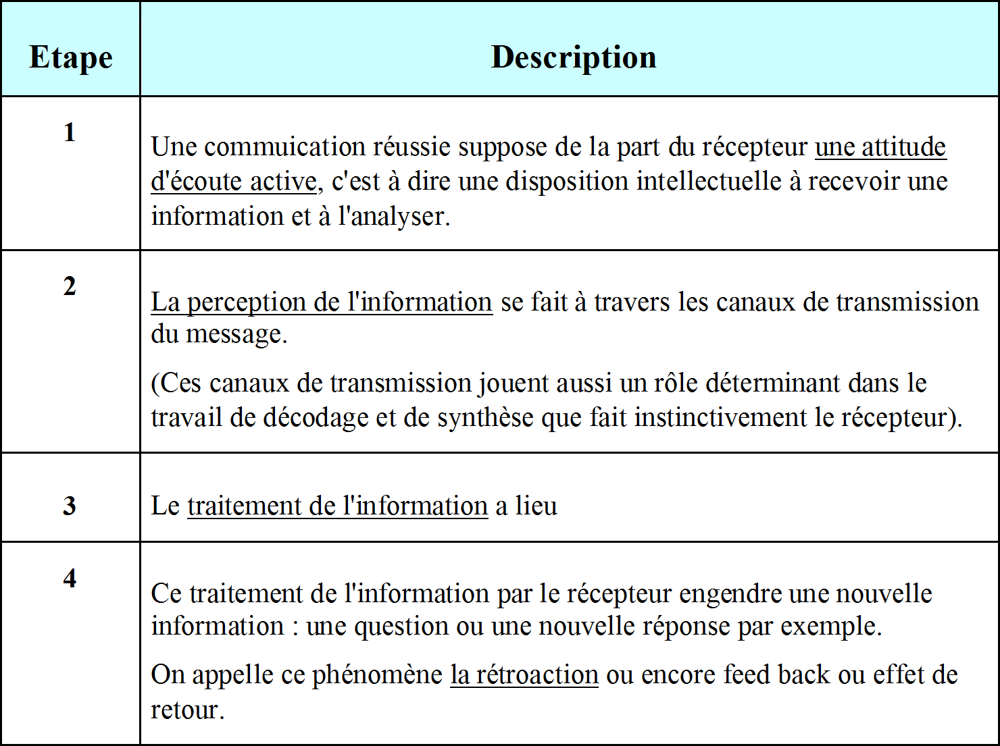 Etape
Description
1
Une commuication réussie suppose de la part du récepteur une attitude
d'écoute active, c'est à dire une disposition intellectuelle à recevoir une
information et à l'analyser.
2
La perception de l'information se fait à travers les canaux de transmission
du message.
(Ces canaux de transmission jouent aussi un rôle déterminant dans le
travail de décodage et de synthèse que fait instinctivement le récepteur).
3
Le traitement de l'information a lieu
4
Ce traitement de l'information par le récepteur engendre une nouvelle
information : une question ou une nouvelle réponse par exemple.
On appelle ce phénomène la rétroaction ou encore feed back ou effet de
retour.